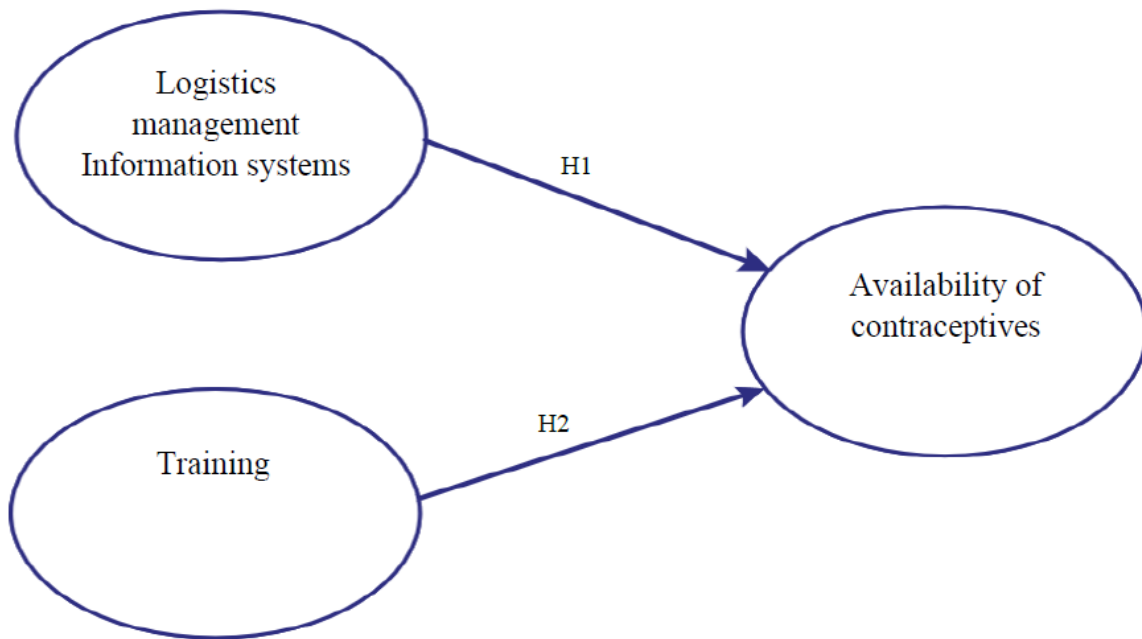 Logistics
management
Information systems
H1
Availability of
contraceptives
H2
Training